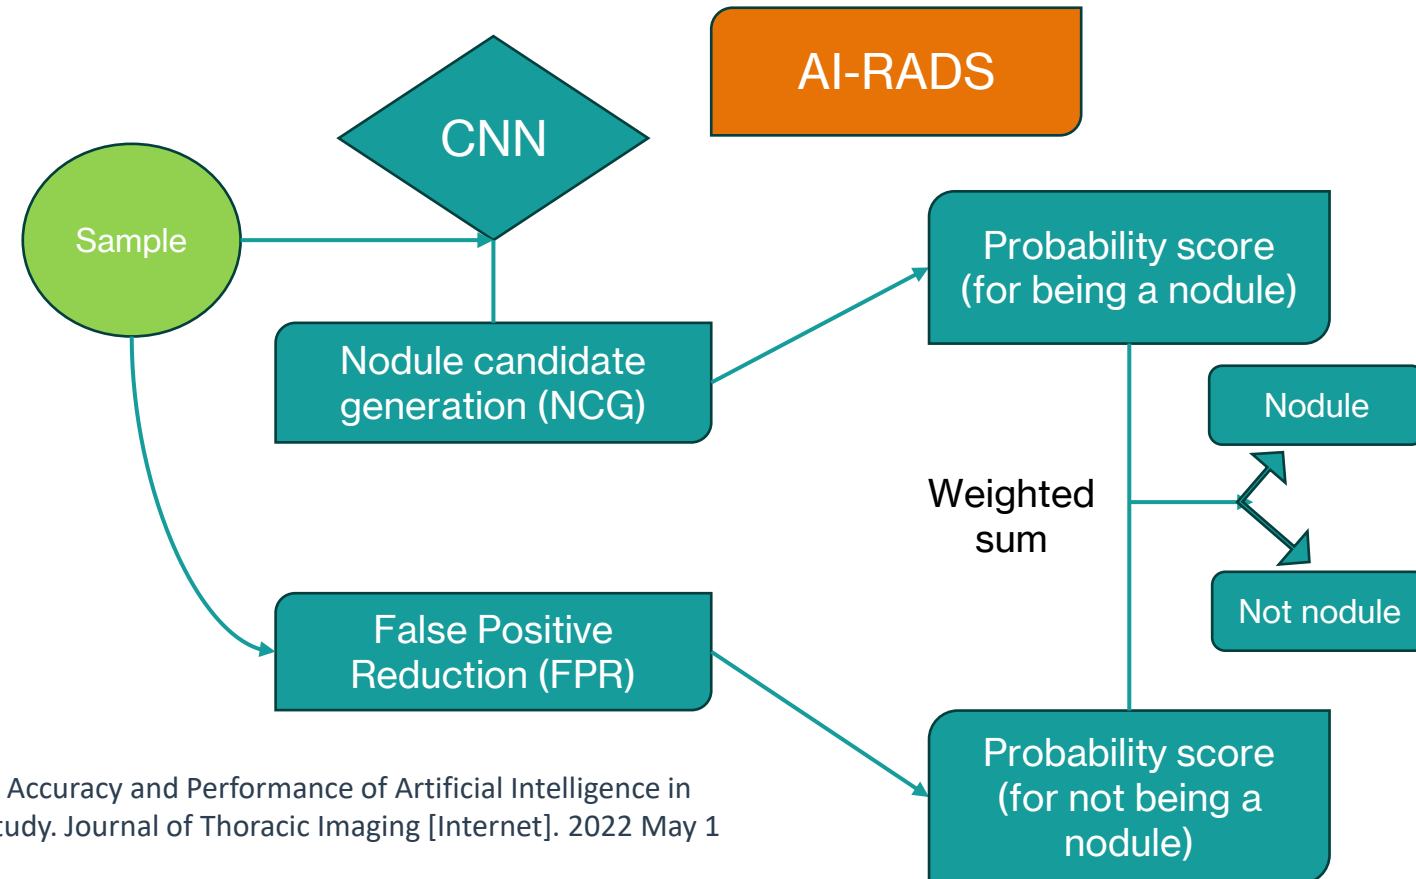 AI-RADS
CNN
Sample
Probability score
(for being a nodule)
Nodule candidate
generation (NCG)
Nodule
Weighted
sum
Not nodule
False Positive
Reduction (FPR)
Probability score
(for not being a
nodule)
Accuracy and Performance of Artificial Intelligence in
tudy. Journal of Thoracic Imaging [Internet]. 2022 May 1